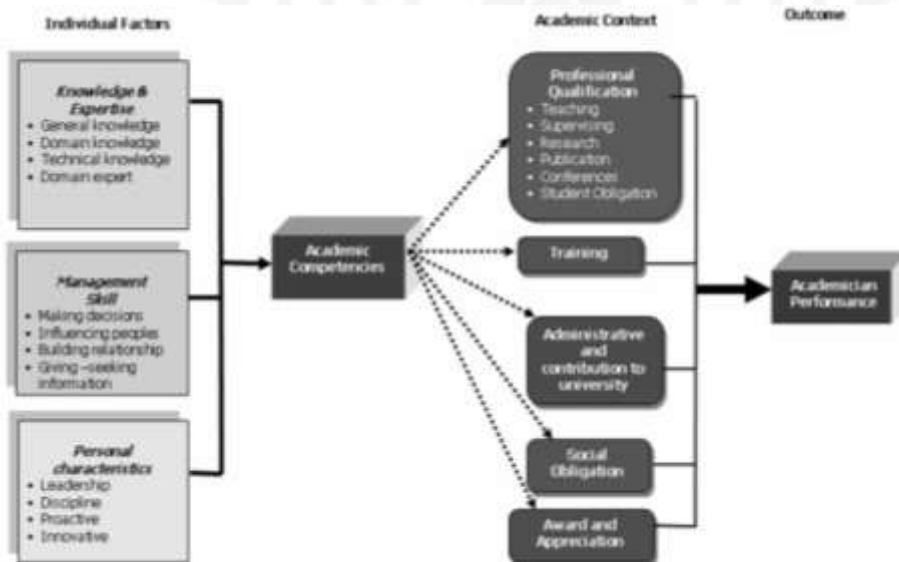 Individual Factors
Academic Context
Outcome
Knowledge &
Expertise
• General knowledge
• Domain knowledge
• Technical knowledge
• Domain expert
Management
Skill
• Making decisions
• Influencing peoples
• Building relationship
• Giving –seeking
information
Personal
characteristics
• Leadership
• Discipline
• Proactive
• Innovative
Academic
Competencies
Professional
Qualification
• Teaching
• Supervising
• Research
• Publication
• Conferences
• Student Obligation
Training
Administrative
and
contribution to
university
Social
Obligation
Award and
Appreciation
Academician
Performance